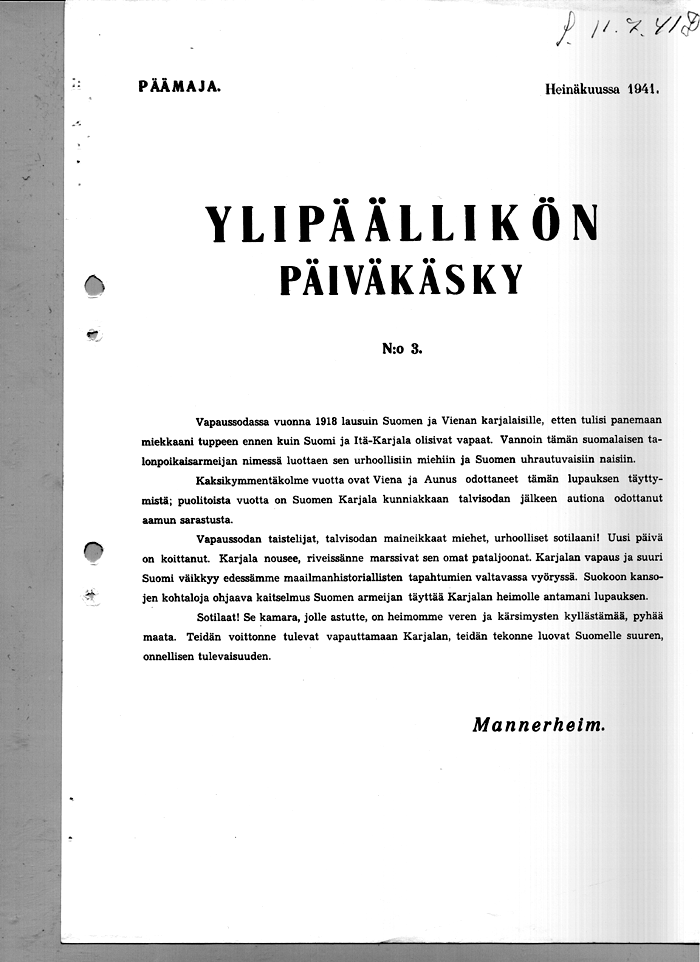 11.7.41
PÄÄMAJA.
Heinäkuussa 1941.
YLIPÄÄLLIKÖN
PÄIVÄKÄSKY
N:o 3.
Vapaussodassa vuonna 1918 lausuin Suomen ja Vienan karjalaisille, etten tulisi panemaan
miekkaani tuppeen ennen kuin Suomi ja Itä-Karjala olisivat vapaat. Vannoin tämän suomalaisen ta-
lonpoikaisarmeijan nimessä luottaen sen urhoollisiin miehiin ja Suomen uhrautuvaisiin naisiin.
Kaksikymmentäkolme vuotta ovat Viena ja Aunus odottaneet tämän lupauksen täytty-
mistä; puolitoista vuotta on Suomen Karjala kunniakkaan talvisodan jälkeen autiona odottanut
aamun sarastusta.
Vapaussodan taistelijat, talvisodan maineikkaat miehet, urhoolliset sotilaani! Uusi päivä
on koittanut. Karjala nousee, riveissänne marssivat sen omat pataljoonat. Karjalan vapaus ja suuri
Suomi väikkyy edessämme maailmanhistoriallisten tapahtumien valtavassa vyöryssä. Suokoon kanso-
jen kohtaloja ohjaava kaitselmus Suomen armeijan täyttää Karjalan heimolle antamani lupauksen.
Sotilaat! Se kamara, jolle astutte, on heimomme veren ja kärsimysten kyllästämää, pyhää
maata. Teidän voittonne tulevat vapauttamaan Karjalan, teidän tekonne luovat Suomelle suuren,
onnellisen tulevaisuuden.
Mannerheim.